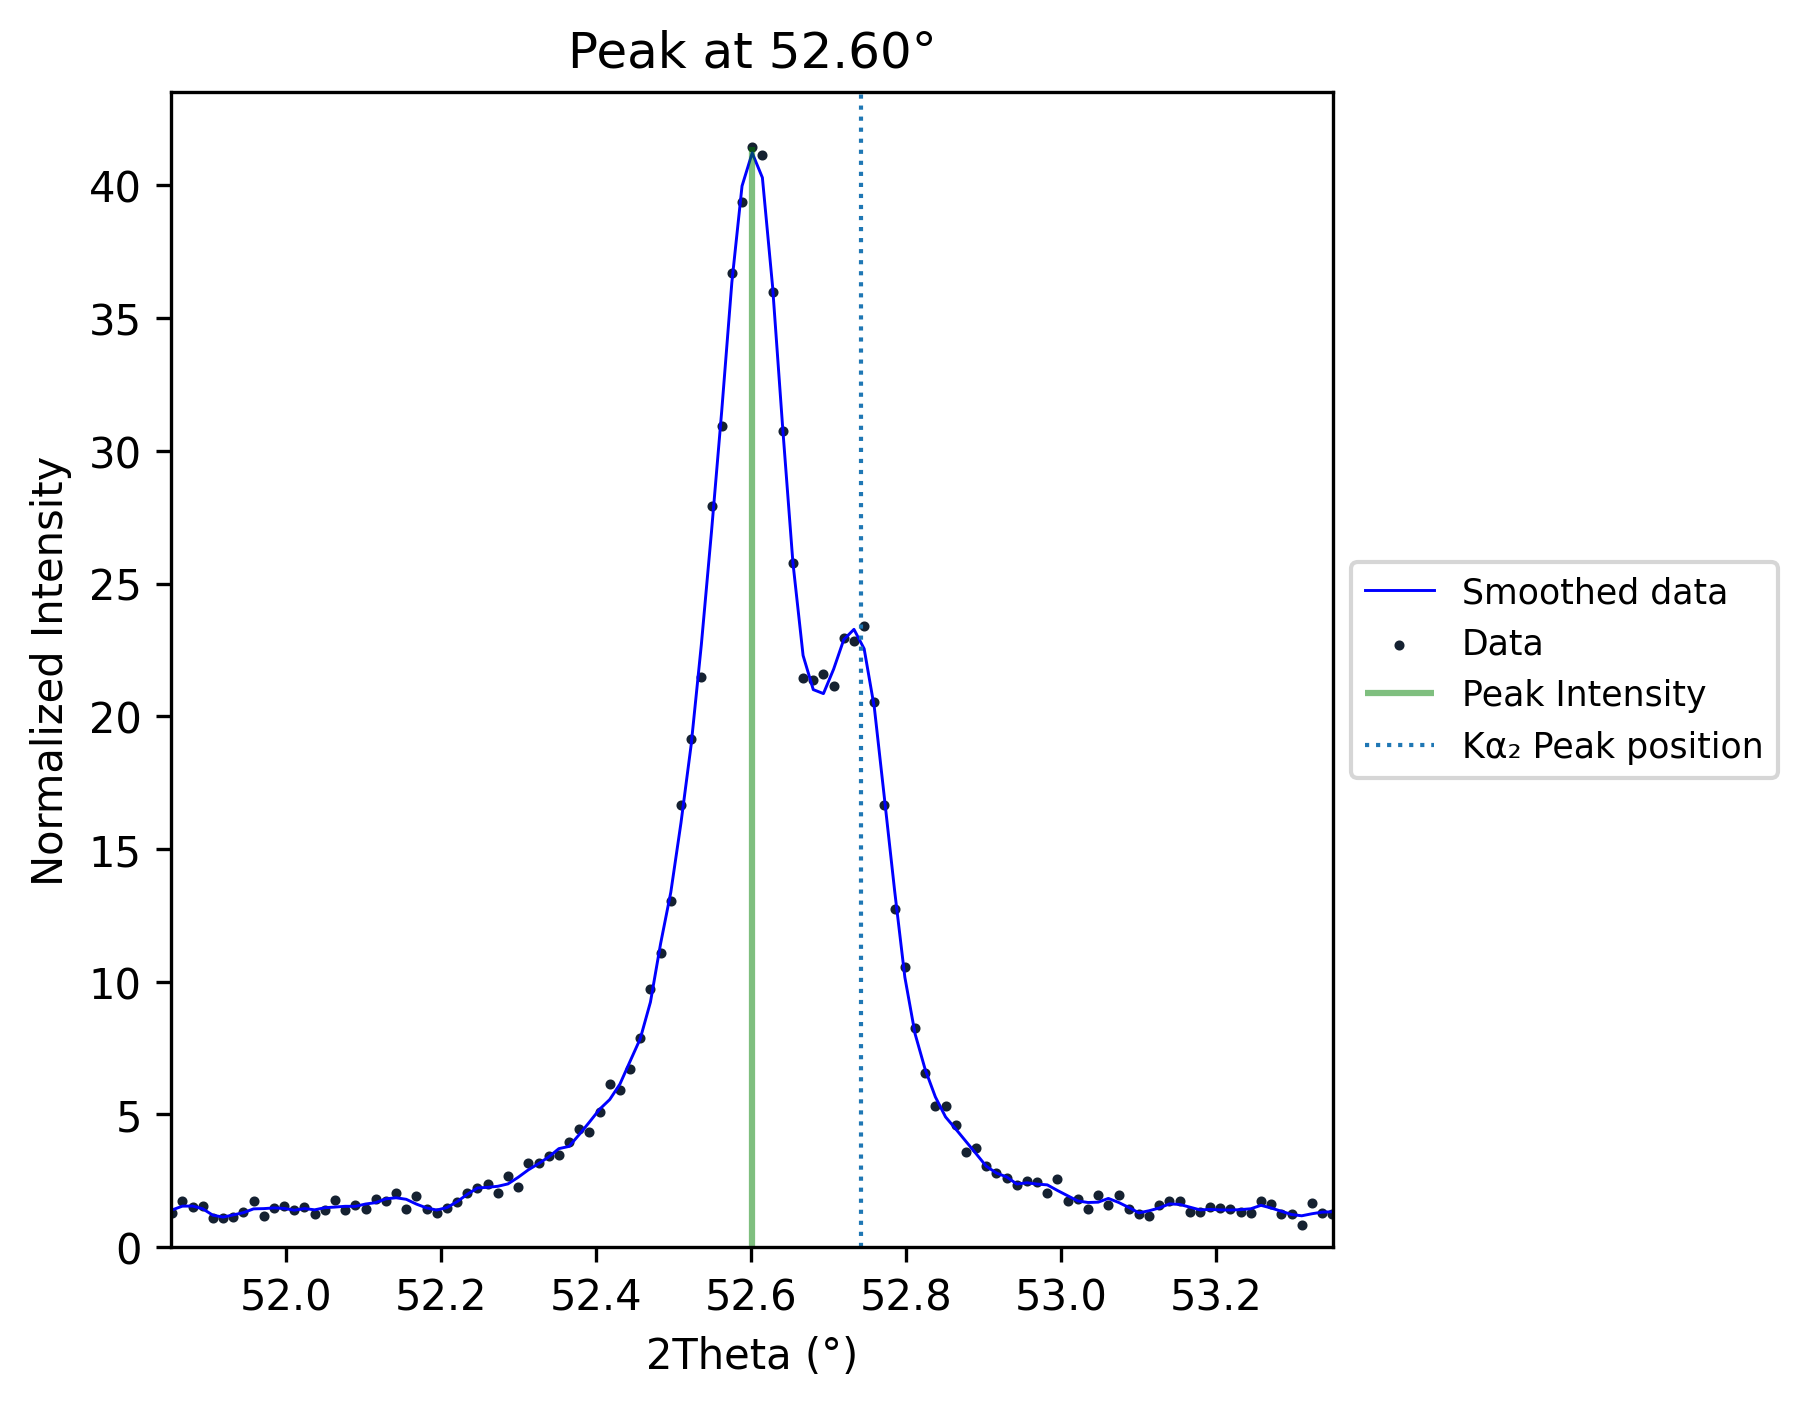 Peak at 52.60°
Normalized Intensity
40
35
30
25
20
15
10
5
0
52.0 52.2 52.4 52.6 52.8 53.0 53.2
2Theta (°)
Smoothed data
Data
Peak Intensity
Kα₂ Peak position